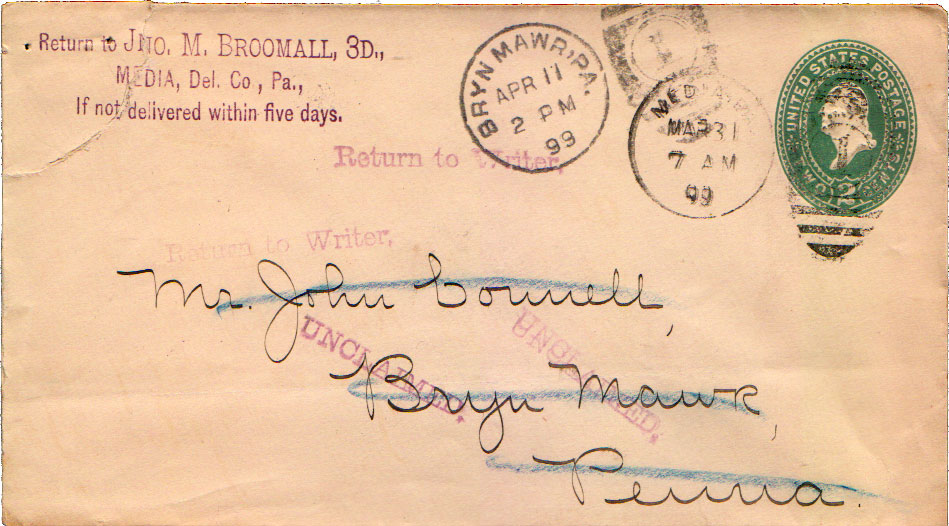 Return to JNO. M. BROOMALL, 3D.,
MEDIA, Del. Co., Pa.,
If not delivered within five days.
BRYN MAWR, PA.
APR 11
2 PM
99
MEDIA
MAR 31
7 AM
99
UNITED STATES POSTAGE
TWO 2 CENTS
Return to Writer,
Return to Writer,
Mr. John Connell,
UNCLAIMED.
UNCLAIMED.
Bryn Mawr,
Penna.